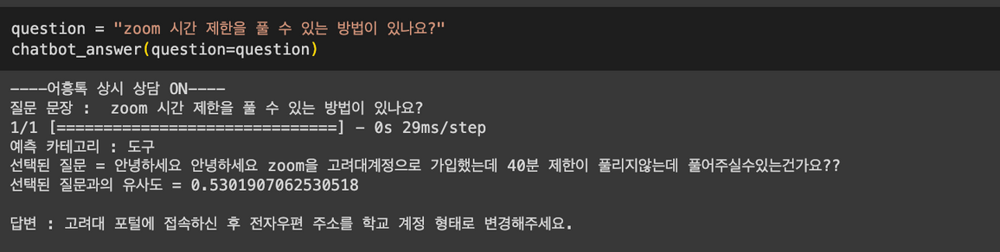 question = "zoom 시간 제한을 풀 수 있는 방법이 있나요?"
chatbot_answer(question=question)
----어흥톡 상시 상담 ON----
질문 문장 :  zoom 시간 제한을 풀 수 있는 방법이 있나요?
1/1 [==============================] - 0s 29ms/step
예측 카테고리 : 도구
선택된 질문 = 안녕하세요 안녕하세요 zoom을 고려대계정으로 가입했는데 40분 제한이 풀리지않는데 풀어주실수있는건가요??
선택된 질문과의 유사도 = 0.5301907062530518
답변 : 고려대 포털에 접속하신 후 전자우편 주소를 학교 계정 형태로 변경해주세요.